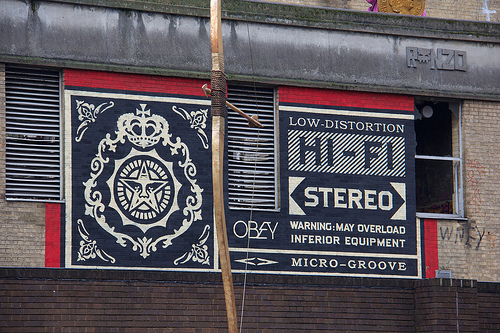 LOW-DISTORTION
HI-FI
STEREO
OBEY
WARNING: MAY OVERLOAD
INFERIOR EQUIPMENT
MICRO-GROOVE